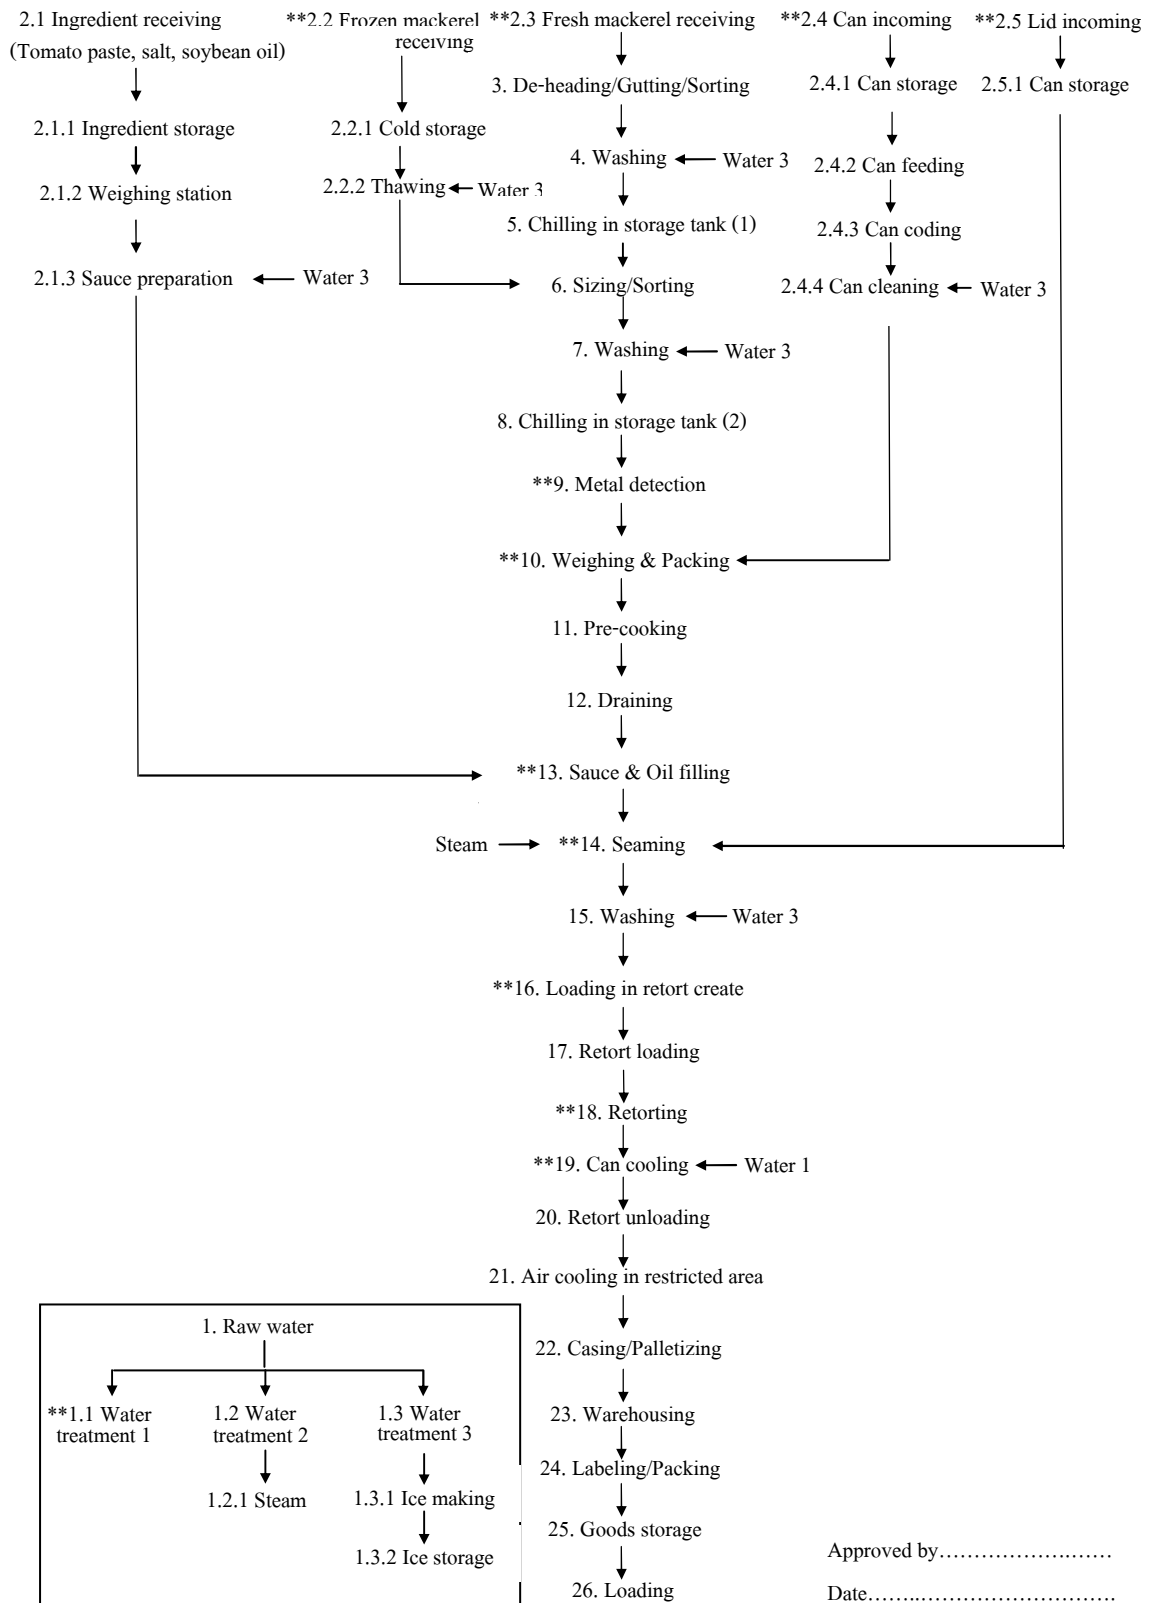 2.1 Ingredient receiving
(Tomato paste, salt, soybean oil)
2.1.1 Ingredient storage
2.1.2 Weighing station
2.1.3 Sauce preparation
Water 3
**2.2 Frozen mackerel
receiving
2.2.1 Cold storage
2.2.2 Thawing
Water 3
**2.3 Fresh mackerel receiving
3. De-heading/Gutting/Sorting
4. Washing
Water 3
5. Chilling in storage tank (1)
6. Sizing/Sorting
7. Washing
Water 3
8. Chilling in storage tank (2)
**9. Metal detection
**10. Weighing & Packing
11. Pre-cooking
12. Draining
**13. Sauce & Oil filling
Steam
**14. Seaming
15. Washing
Water 3
**16. Loading in retort create
17. Retort loading
**18. Retorting
**19. Can cooling
Water 1
20. Retort unloading
21. Air cooling in restricted area
22. Casing/Palletizing
23. Warehousing
24. Labeling/Packing
25. Goods storage
26. Loading
**2.4 Can incoming
2.4.1 Can storage
2.4.2 Can feeding
2.4.3 Can coding
2.4.4 Can cleaning
Water 3
**2.5 Lid incoming
2.5.1 Can storage
1. Raw water
**1.1 Water
treatment 1
1.2 Water
treatment 2
1.2.1 Steam
1.3 Water
treatment 3
1.3.1 Ice making
1.3.2 Ice storage
Approved by…………………….……
Date……..……………………….